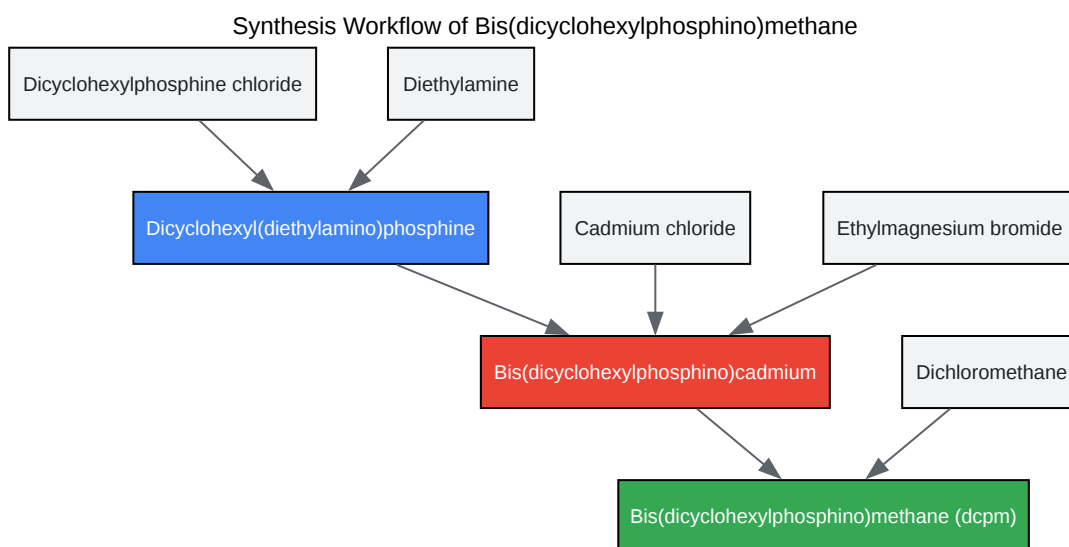 Synthesis Workflow of Bis(dicyclohexylphosphino)methane
Dicyclohexylphosphine chloride
Diethylamine
Dicyclohexyl(diethylamino)phosphine
Cadmium chloride
Ethylmagnesium bromide
Bis(dicyclohexylphosphino)cadmium
Dichloromethane
Bis(dicyclohexylphosphino)methane (dcpm)